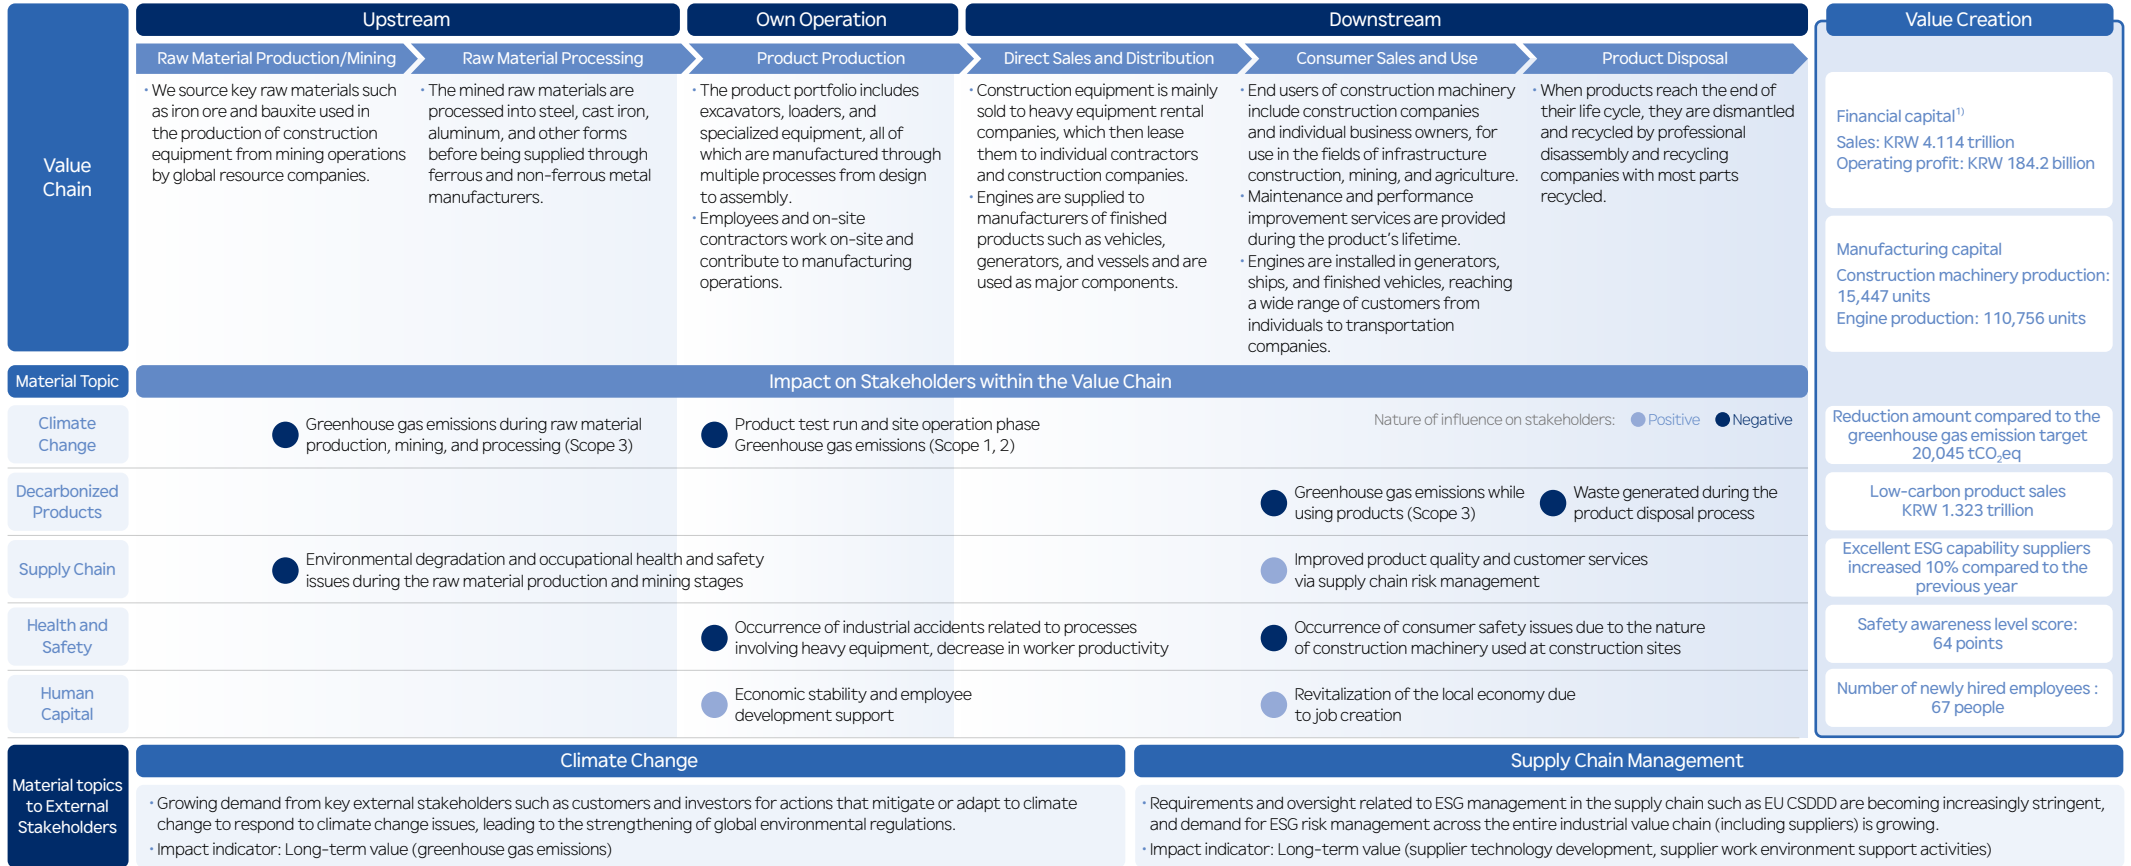 Value
Chain
Upstream
Own Operation
Downstream
Value Creation
Raw Material Production/Mining
Raw Material Processing
Product Production
Direct Sales and Distribution
Consumer Sales and Use
Product Disposal
· We source key raw materials such
as iron ore and bauxite used in
the production of construction
equipment from mining operations
by global resource companies.
· The mined raw materials are
processed into steel, cast iron,
aluminum, and other forms
before being supplied through
ferrous and non-ferrous metal
manufacturers.
· The product portfolio includes
excavators, loaders, and
specialized equipment, all of
which are manufactured through
multiple processes from design
to assembly.
· Employees and on-site
contractors work on-site and
contribute to manufacturing
operations.
· Construction equipment is mainly
sold to heavy equipment rental
companies, which then lease
them to individual contractors
and construction companies.
· Engines are supplied to
manufacturers of finished
products such as vehicles,
generators, and vessels and are
used as major components.
· End users of construction machinery
include construction companies
and individual business owners, for
use in the fields of infrastructure
construction, mining, and agriculture.
· Maintenance and performance
improvement services are provided
during the product's lifetime.
· Engines are installed in generators,
ships, and finished vehicles, reaching
a wide range of customers from
individuals to transportation
companies.
· When products reach the end of
their life cycle, they are dismantled
and recycled by professional
disassembly and recycling
companies with most parts
recycled.
Financial capital1)
Sales: KRW 4.114 trillion
Operating profit: KRW 184.2 billion
Manufacturing capital
Construction machinery production:
15,447 units
Engine production: 110,756 units
Material Topic
Impact on Stakeholders within the Value Chain
Nature of influence on stakeholders: Positive Negative
Climate
Change
Greenhouse gas emissions during raw material
production, mining, and processing (Scope 3)
Product test run and site operation phase
Greenhouse gas emissions (Scope 1, 2)
Reduction amount compared to the
greenhouse gas emission target
20,045 tCO2eq
Decarbonized
Products
Greenhouse gas emissions while
using products (Scope 3)
Waste generated during the
product disposal process
Low-carbon product sales
KRW 1.323 trillion
Supply Chain
Environmental degradation and occupational health and safety
issues during the raw material production and mining stages
Improved product quality and customer services
via supply chain risk management
Excellent ESG capability suppliers
increased 10% compared to the
previous year
Health and
Safety
Occurrence of industrial accidents related to processes
involving heavy equipment, decrease in worker productivity
Occurrence of consumer safety issues due to the nature
of construction machinery used at construction sites
Safety awareness level score:
64 points
Human
Capital
Economic stability and employee
development support
Revitalization of the local economy due
to job creation
Number of newly hired employees :
67 people
Material topics
to External
Stakeholders
Climate Change
· Growing demand from key external stakeholders such as customers and investors for actions that mitigate or adapt to climate
change to respond to climate change issues, leading to the strengthening of global environmental regulations.
· Impact indicator: Long-term value (greenhouse gas emissions)
Supply Chain Management
· Requirements and oversight related to ESG management in the supply chain such as EU CSDDD are becoming increasingly stringent,
and demand for ESG risk management across the entire industrial value chain (including suppliers) is growing.
· Impact indicator: Long-term value (supplier technology development, supplier work environment support activities)